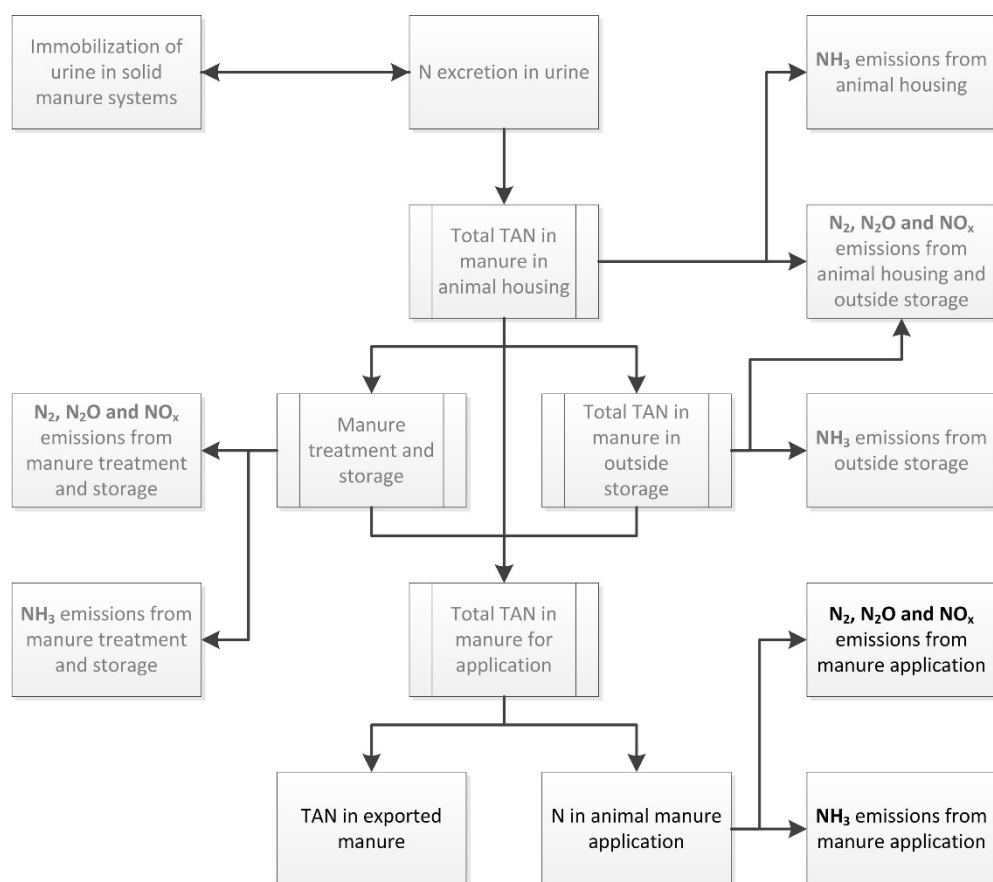 Immobilization of
urine in solid
manure systems
N excretion in urine
NH₃ emissions from
animal housing
Total TAN in
manure in
animal housing
N₂, N₂O and NOₓ
emissions from
animal housing and
outside storage
N₂, N₂O and NOₓ
emissions from
manure treatment
and storage
Manure
treatment and
storage
Total TAN in
manure in
outside
storage
NH₃ emissions from
outside storage
NH₃ emissions from
manure treatment
and storage
Total TAN in
manure for
application
N₂, N₂O and NOₓ
emissions from
manure application
TAN in exported
manure
N in animal manure
application
NH₃ emissions from
manure application